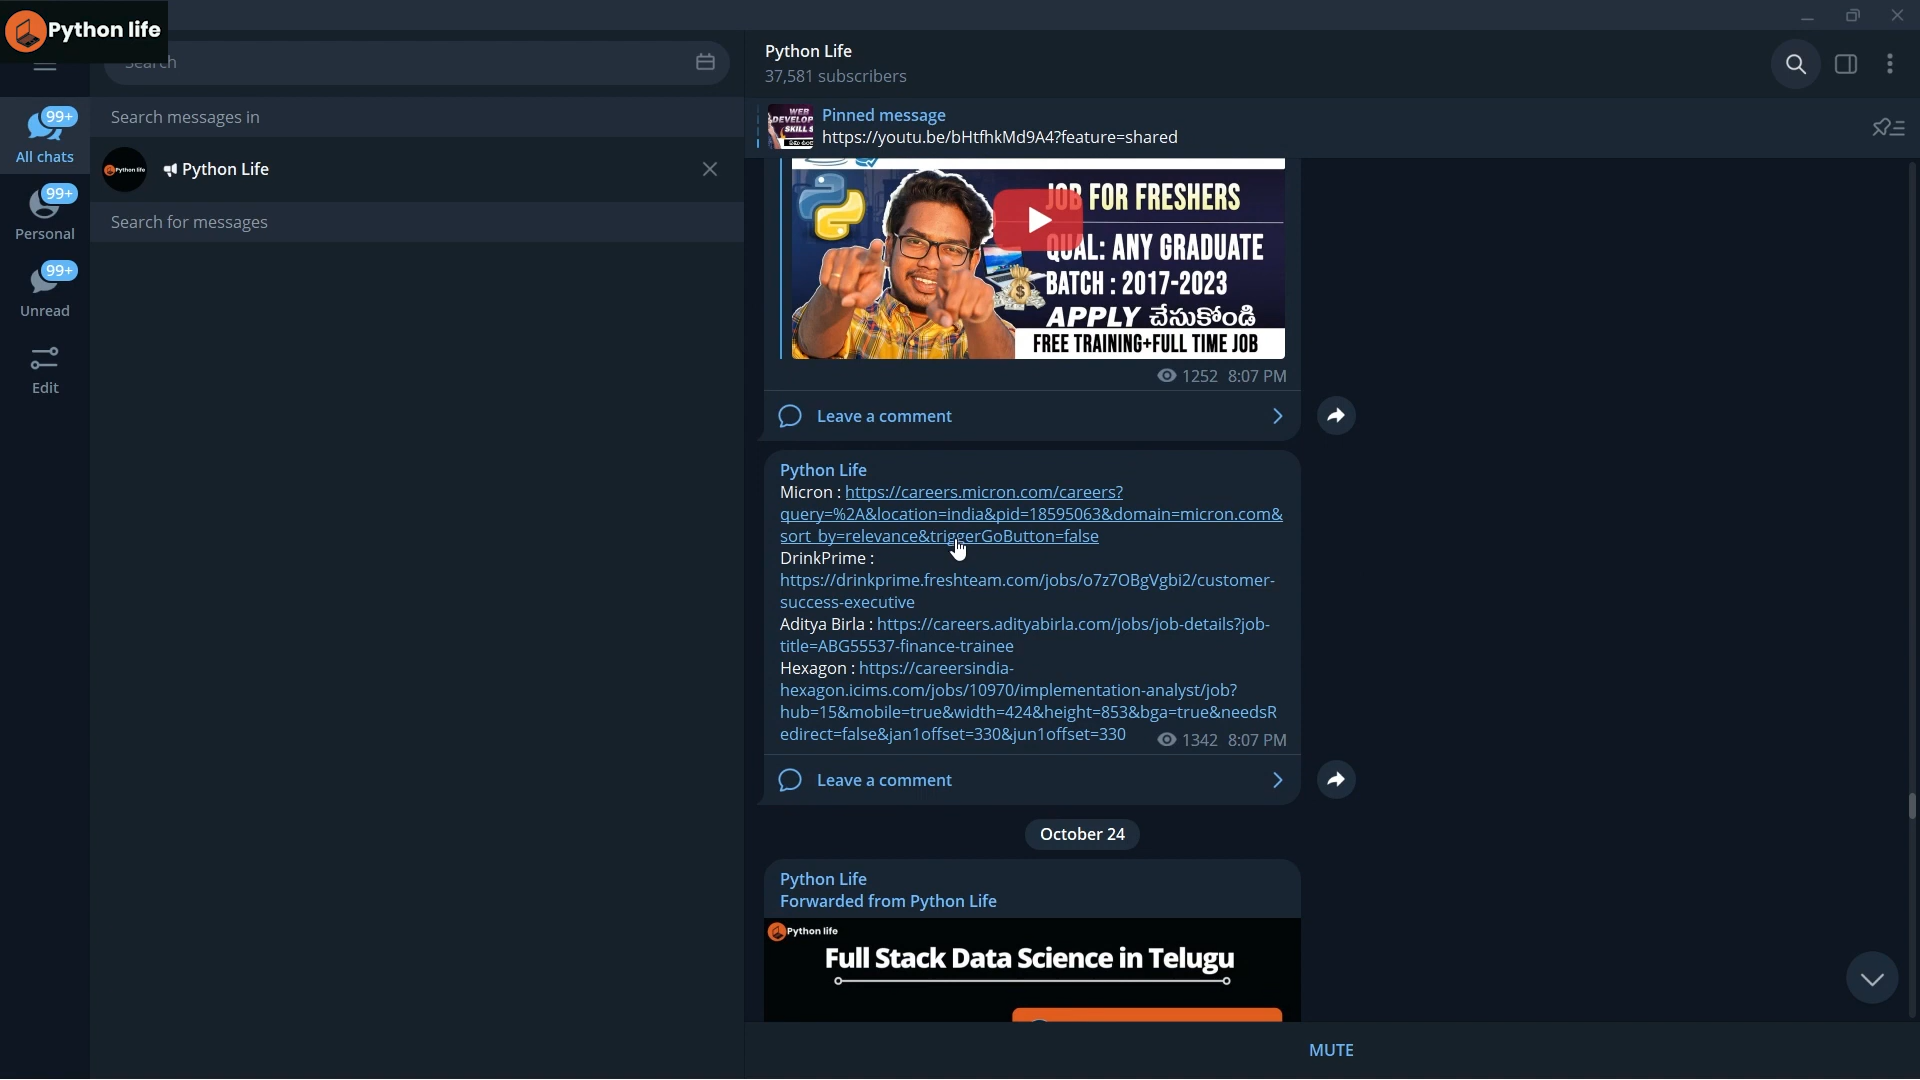 Python life
Search
Search messages in
Python Life
Search for messages
99+
All chats
99+
Personal
99+
Unread
Edit
Python Life
37,581 subscribers
Pinned message
https://youtu.be/bHtfhkMd9A4?feature=shared
WEB
DEVELOP
SKILL S
JOB FOR FRESHERS
QUAL: ANY GRADUATE
BATCH : 2017-2023
APPLY చేసుకోండి
FREE TRAINING+FULL TIME JOB
1252 8:07 PM
Leave a comment
Python Life
Micron : https://careers.micron.com/careers?
query=%2A&location=india&pid=18595063&domain=micron.com&
sort_by=relevance&triggerGoButton=false
DrinkPrime :
https://drinkprime.freshteam.com/jobs/o7z7OBgVgbi2/customer-
success-executive
Aditya Birla : https://careers.adityabirla.com/jobs/job-details?job-
title=ABG55537-finance-trainee
Hexagon : https://careersindia-
hexagon.icims.com/jobs/10970/implementation-analyst/job?
hub=15&mobile=true&width=424&height=853&bga=true&needsR
edirect=false&jan1offset=330&jun1offset=330
1342 8:07 PM
Leave a comment
October 24
Python Life
Forwarded from Python Life
Python life
Full Stack Data Science in Telugu
MUTE